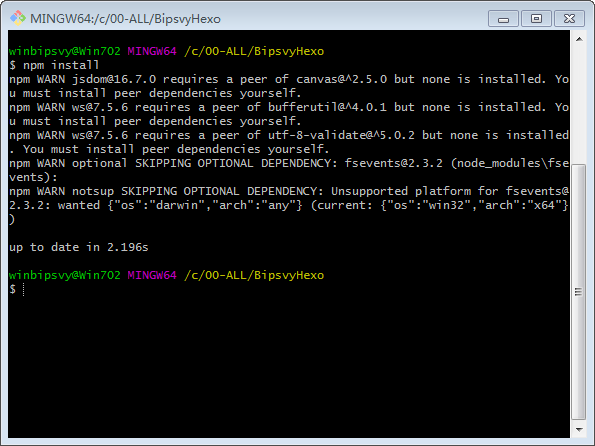 MINGW64:/c/00-ALL/BipsvyHexo
winbipsvy@Win702 MINGW64 /c/00-ALL/BipsvyHexo
$ npm install
npm WARN jsdom@16.7.0 requires a peer of canvas@^2.5.0 but none is installed. Yo
u must install peer dependencies yourself.
npm WARN ws@7.5.6 requires a peer of bufferutil@^4.0.1 but none is installed. Yo
u must install peer dependencies yourself.
npm WARN ws@7.5.6 requires a peer of utf-8-validate@^5.0.2 but none is installed
. You must install peer dependencies yourself.
npm WARN optional SKIPPING OPTIONAL DEPENDENCY: fsevents@2.3.2 (node_modules\fse
vents):
npm WARN notsup SKIPPING OPTIONAL DEPENDENCY: Unsupported platform for fsevents@
2.3.2: wanted {"os":"darwin","arch":"any"} (current: {"os":"win32","arch":"x64"}
)
up to date in 2.196s
winbipsvy@Win702 MINGW64 /c/00-ALL/BipsvyHexo
$